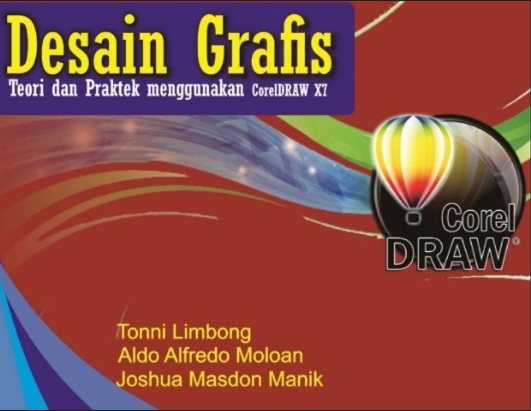 Desain Grafis
Teori dan Praktek menggunakan CorelDRAW X7
Corel
DRAW®
Tonni Limbong
Aldo Alfredo Moloan
Joshua Masdon Manik